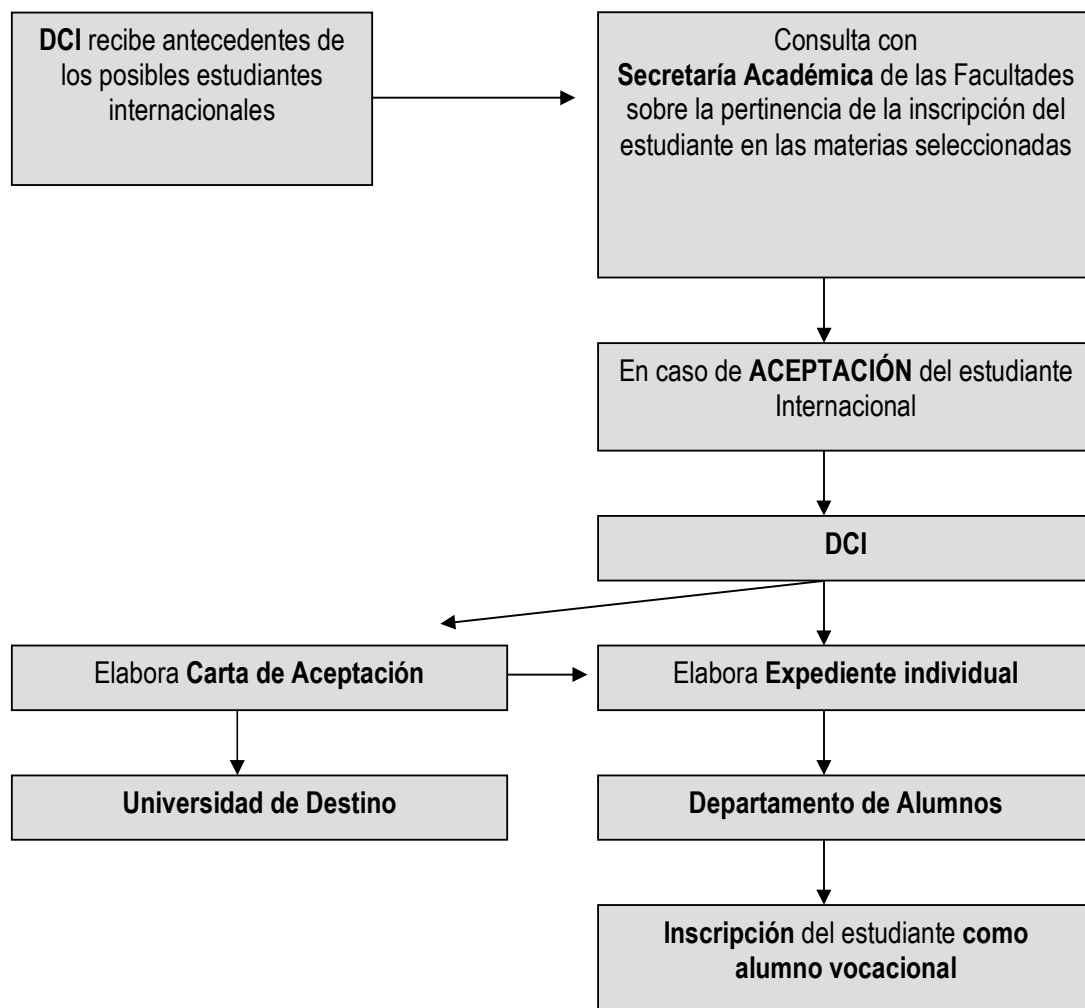 DCI recibe antecedentes de
los posibles estudiantes
internacionales
Consulta con
Secretaría Académica de las Facultades
sobre la pertinencia de la inscripción del
estudiante en las materias seleccionadas
En caso de ACEPTACIÓN del estudiante
Internacional
DCI
Elabora Carta de Aceptación
Elabora Expediente individual
Universidad de Destino
Departamento de Alumnos
Inscripción del estudiante como
alumno vocacional